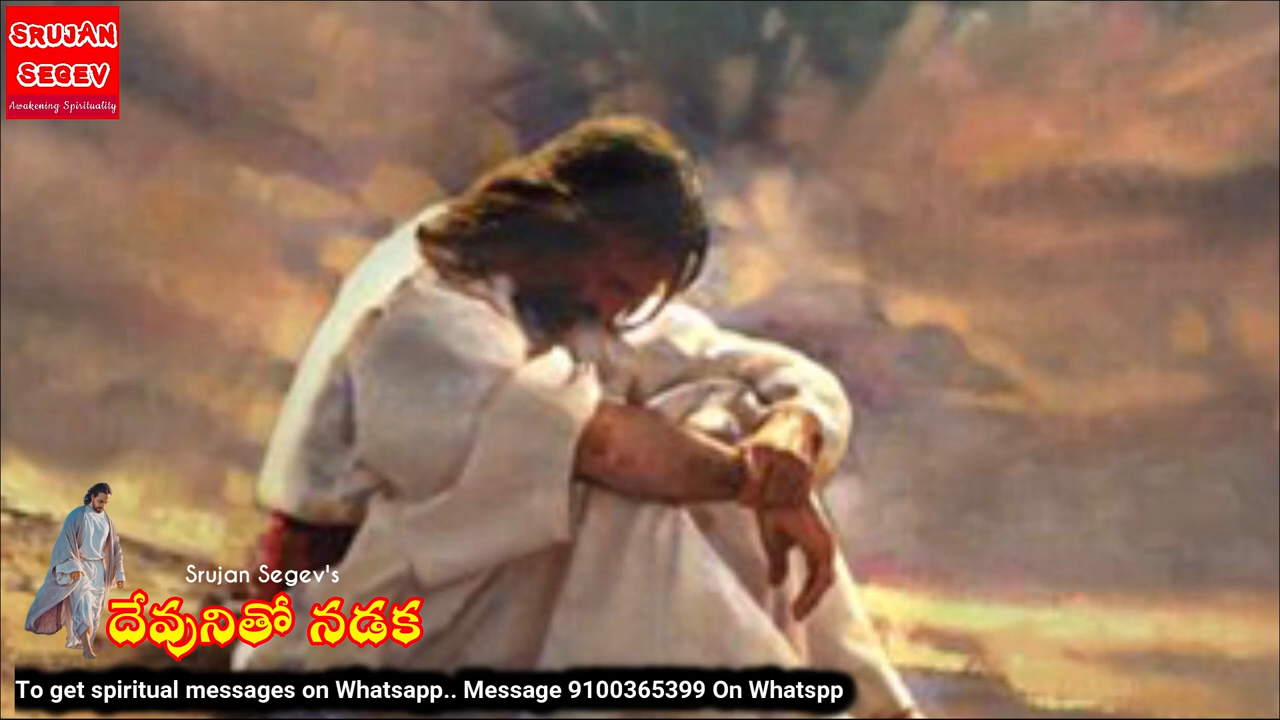 SRUJAN
SEGEV
Awakening Spirituality
Srujan Segev's
దేవునితో నడక
To get spiritual messages on Whatsapp.. Message 9100365399 On Whatspp